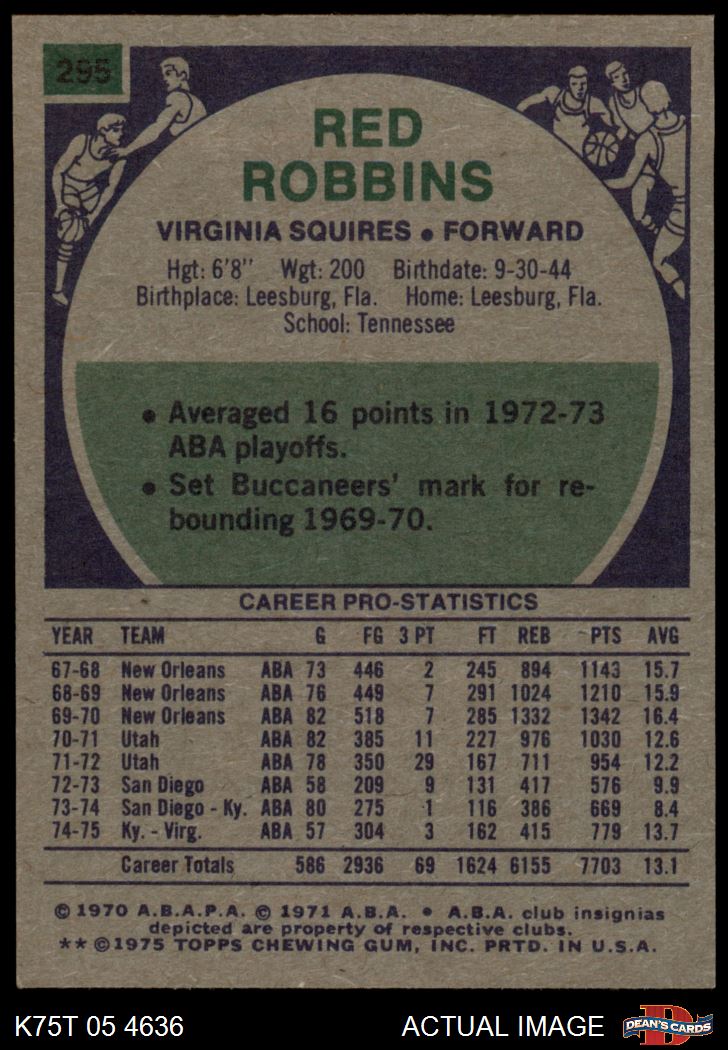 295
RED
ROBBINS
VIRGINIA SQUIRES • FORWARD
Hgt: 6'8" Wgt: 200 Birthdate: 9-30-44
Birthplace: Leesburg, Fla. Home: Leesburg, Fla.
School: Tennessee
• Averaged 16 points in 1972-73
ABA playoffs.
• Set Buccaneers' mark for re-
bounding 1969-70.
CAREER PRO-STATISTICS
YEAR TEAM G FG 3 PT FT REB PTS AVG
67-68 New Orleans ABA 73 446 2 245 894 1143 15.7
68-69 New Orleans ABA 76 449 7 291 1024 1210 15.9
69-70 New Orleans ABA 82 518 7 285 1332 1342 16.4
70-71 Utah ABA 82 385 11 227 976 1030 12.6
71-72 Utah ABA 78 350 29 167 711 954 12.2
72-73 San Diego ABA 58 209 9 131 417 576 9.9
73-74 San Diego - Ky. ABA 80 275 1 116 386 669 8.4
74-75 Ky. - Virg. ABA 57 304 3 162 415 779 13.7
Career Totals 586 2936 69 1624 6155 7703 13.1
© 1970 A.B.A.P.A. © 1971 A.B.A. • A.B.A. club insignias
depicted are property of respective clubs.
** © 1975 TOPPS CHEWING GUM, INC. PRTD. IN U.S.A.
K75T 05 4636 ACTUAL IMAGE
D
DEAN'S CARDS